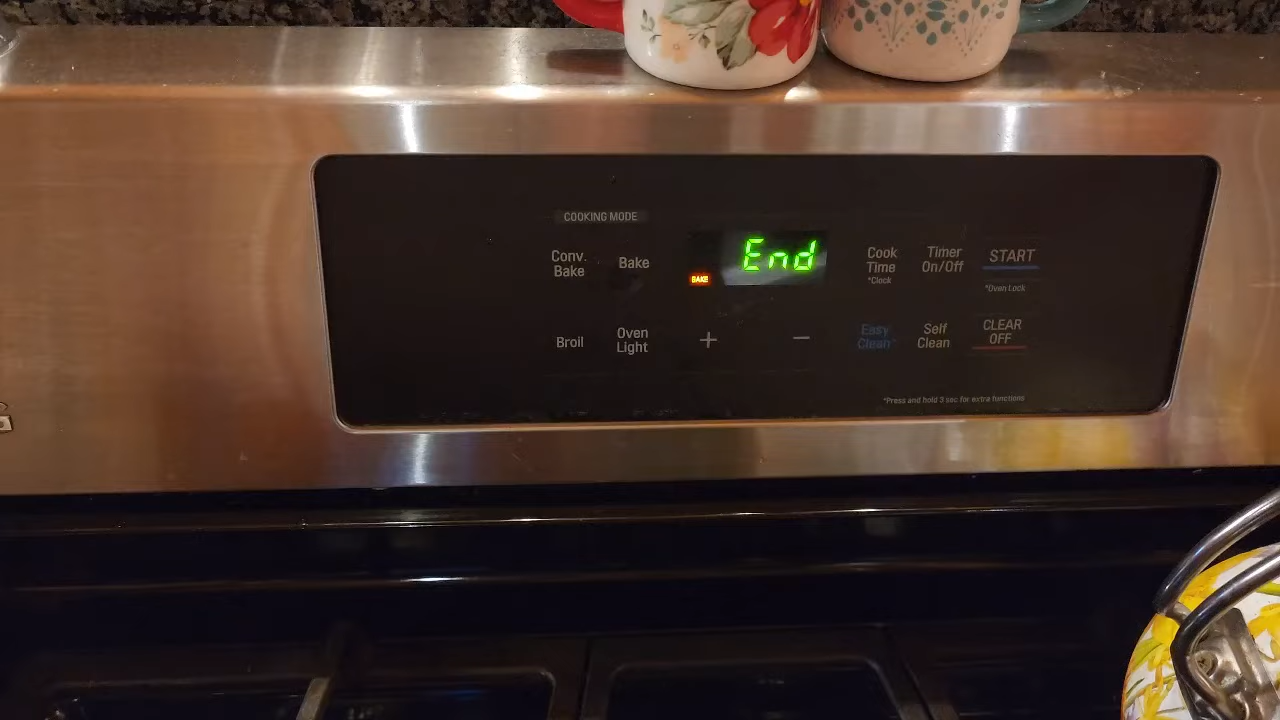 COOKING MODE
Conv.
Bake
Bake
BAKE
End
Cook
Time
*Clock
Timer
On/Off
START
*Oven Lock
Broil
Oven
Light
+
−
Easy
Clean
Self
Clean
CLEAR
OFF
*Press and hold 3 sec for extra functions